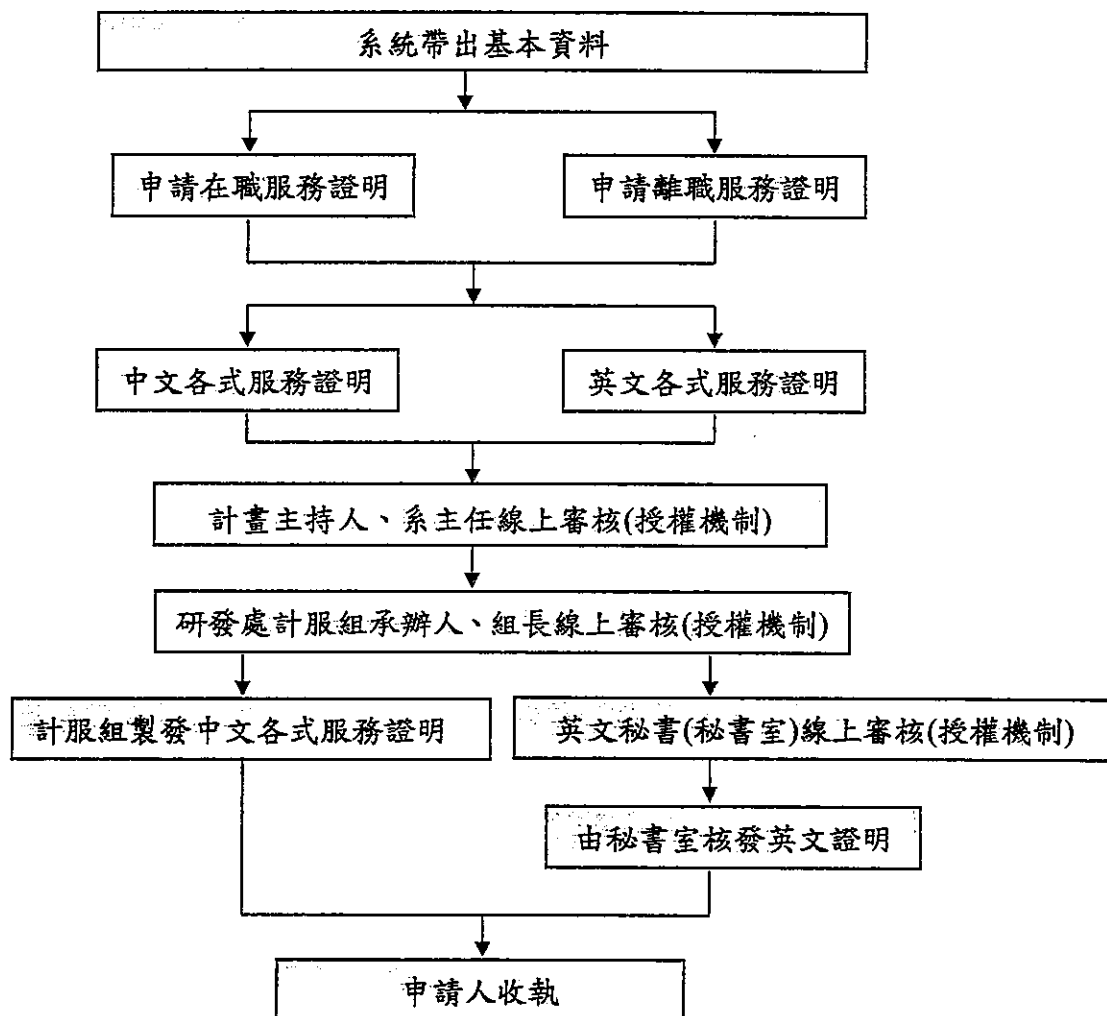 系統帶出基本資料
申請在職服務證明
申請離職服務證明
中文各式服務證明
英文各式服務證明
計畫主持人、系主任線上審核(授權機制)
研發處計服組承辦人、組長線上審核(授權機制)
計服組製發中文各式服務證明
英文秘書(秘書室)線上審核(授權機制)
由秘書室核發英文證明
申請人收執